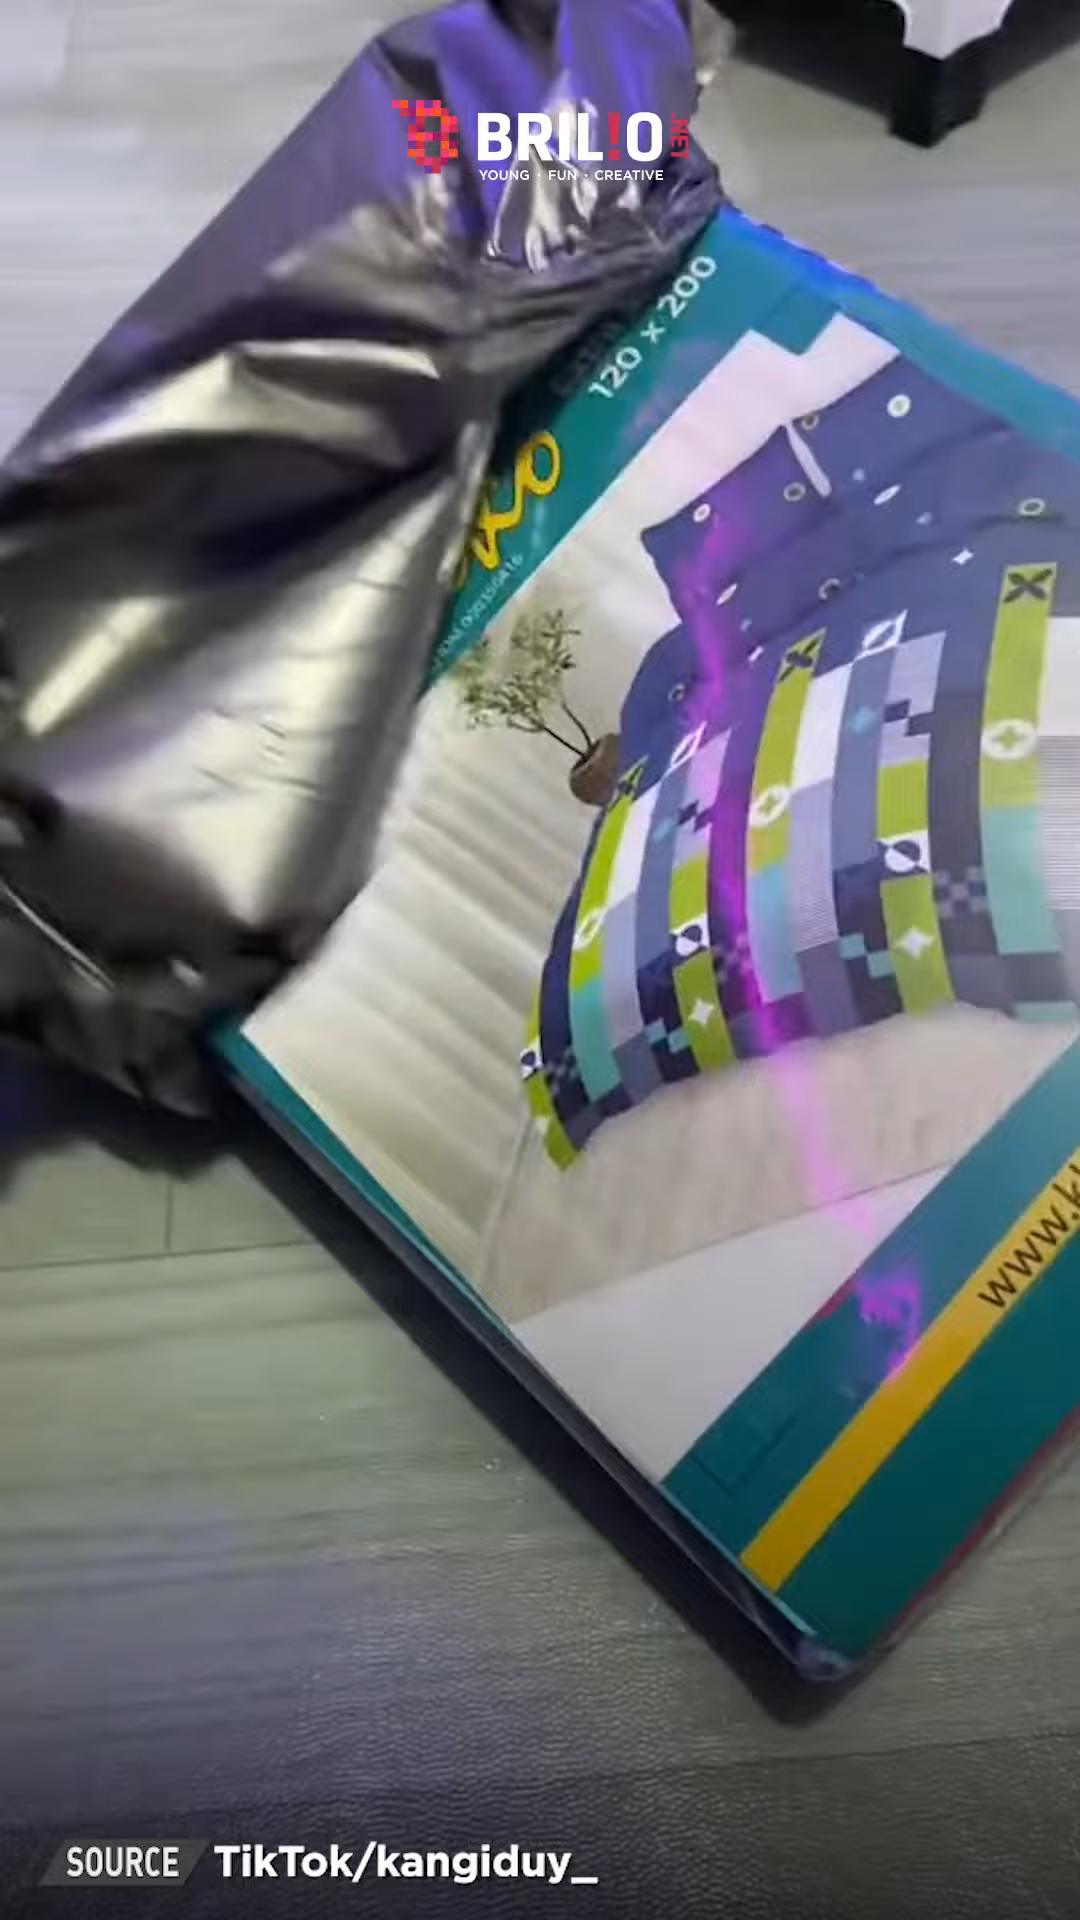 BRIL!O.NET
YOUNG · FUN · CREATIVE
120 x 200
www.k
SOURCE TikTok/kangiduy_